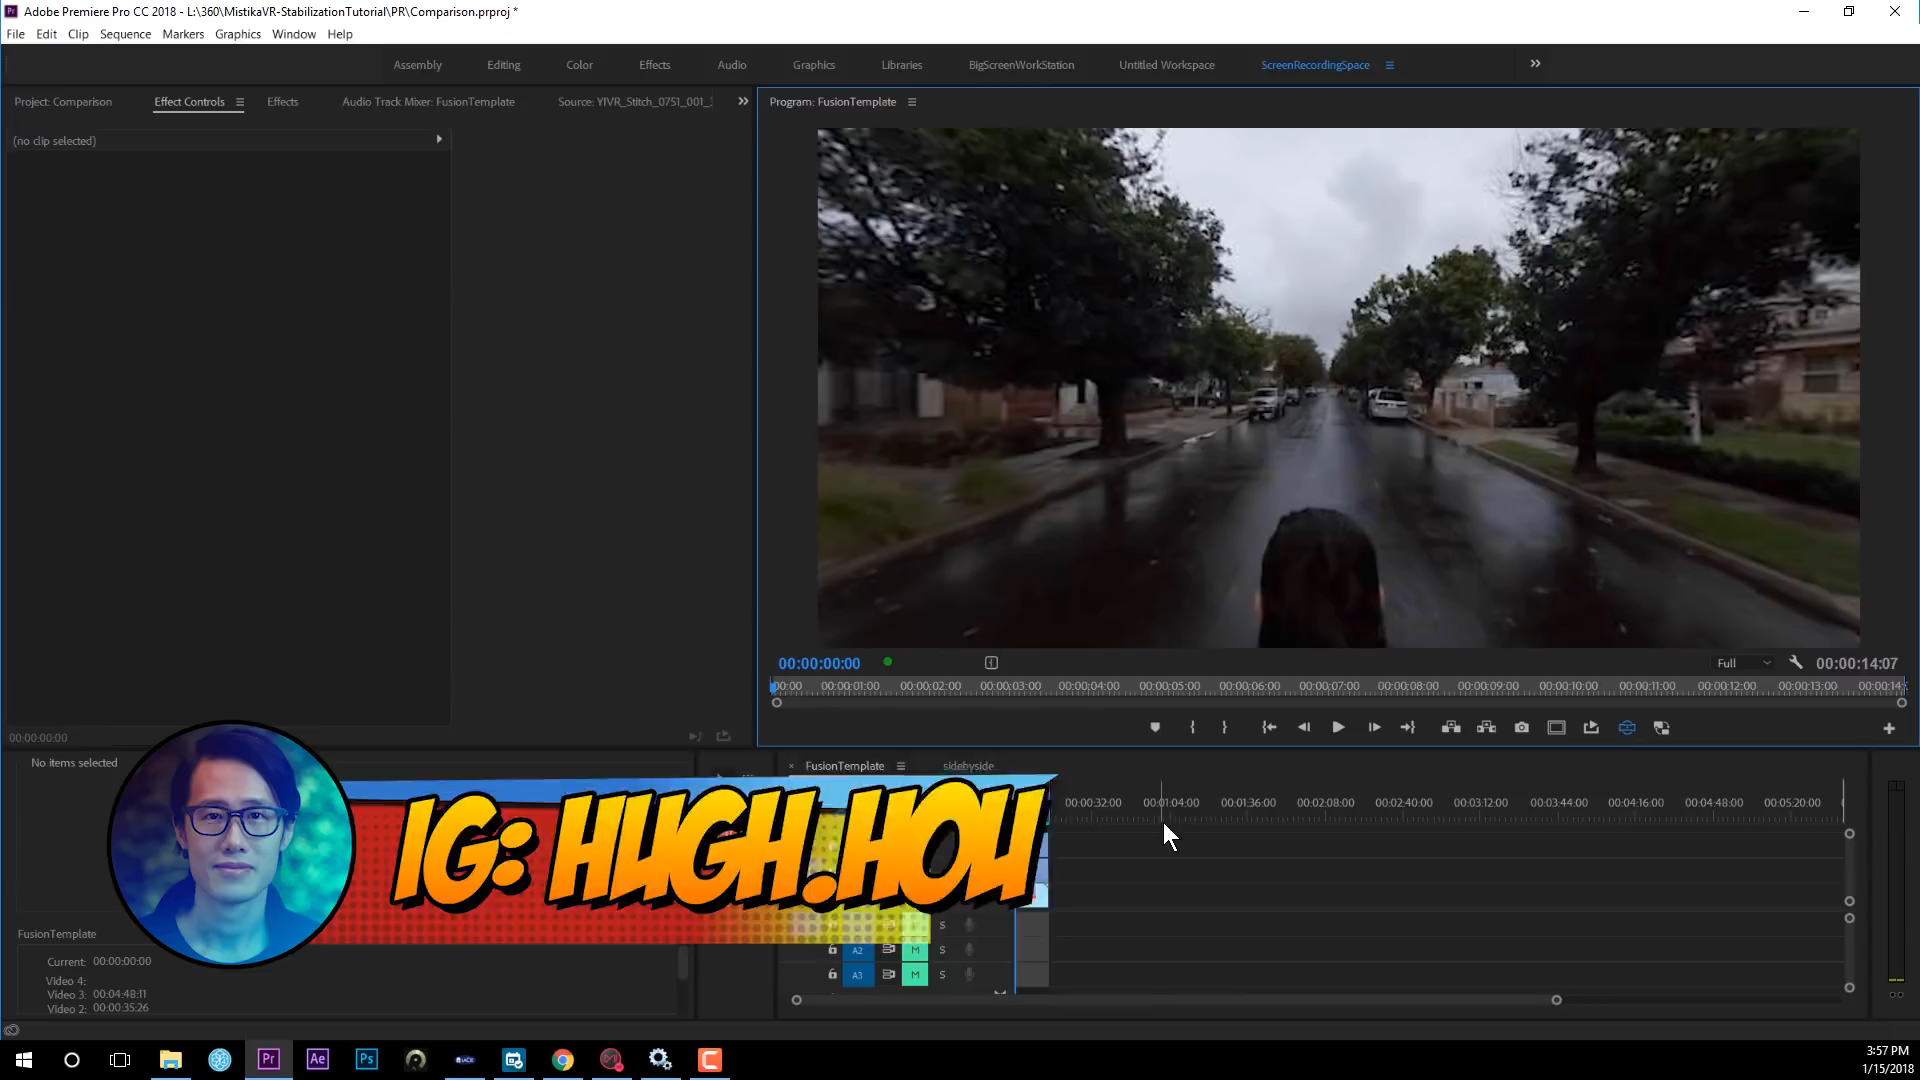 Adobe Premiere Pro CC 2018 - L:\360\MistikaVR-StabilizationTutorial\PR\Comparison.prproj *
File Edit Clip Sequence Markers Graphics Window Help
Assembly Editing Color Effects Audio Graphics Libraries BigScreenWorkStation Untitled Workspace ScreenRecordingSpace
Project: Comparison Effect Controls Effects Audio Track Mixer: FusionTemplate Source: YIVR_Stitch_0751_001_ Program: FusionTemplate
(no clip selected)
00:00:00:00 Full 00:00:14:07
00:00 00:00:01:00 00:00:02:00 00:00:03:00 00:00:04:00 00:00:05:00 00:00:06:00 00:00:07:00 00:00:08:00 00:00:09:00 00:00:10:00 00:00:11:00 00:00:12:00 00:00:13:00 00:00:14:
00:00:00:00
No items selected
FusionTemplate sidebyside
00:00:32:00 00:01:04:00 00:01:36:00 00:02:08:00 00:02:40:00 00:03:12:00 00:03:44:00 00:04:16:00 00:04:48:00 00:05:20:00
IG: HUGH.HOU
S
FusionTemplate
A2 M S
Current: 00:00:00:00
A3 M S
Video 4:
Video 3: 00:04:48:11
Video 2: 00:00:35:26
Pr Ae Ps
3:57 PM
1/15/2018